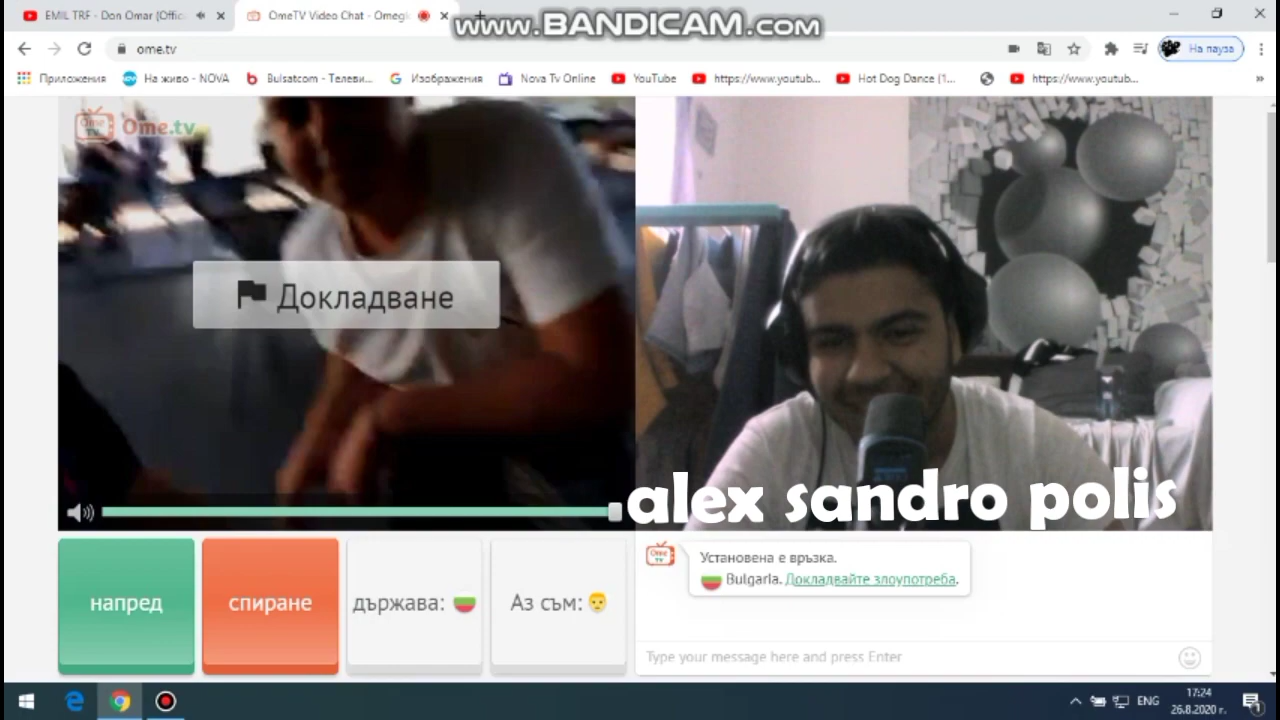 EMIL TRF - Don Omar (Offic
OmeTV Video Chat - Omegl
www.BANDICAM.com
ome.tv
На пауза
Приложения
На живо - NOVA
Bulsatcom - Телеви...
Изображения
Nova Tv Online
YouTube
https://www.youtub...
Hot Dog Dance (1...
https://www.youtub...
Ome.tv
Докладване
alex sandro polis
напред
спиране
държава:
Аз съм:
Установена е връзка.
Bulgaria. Докладвайте злоупотреба.
Type your message here and press Enter
ENG
17:24
26.8.2020 г.
1